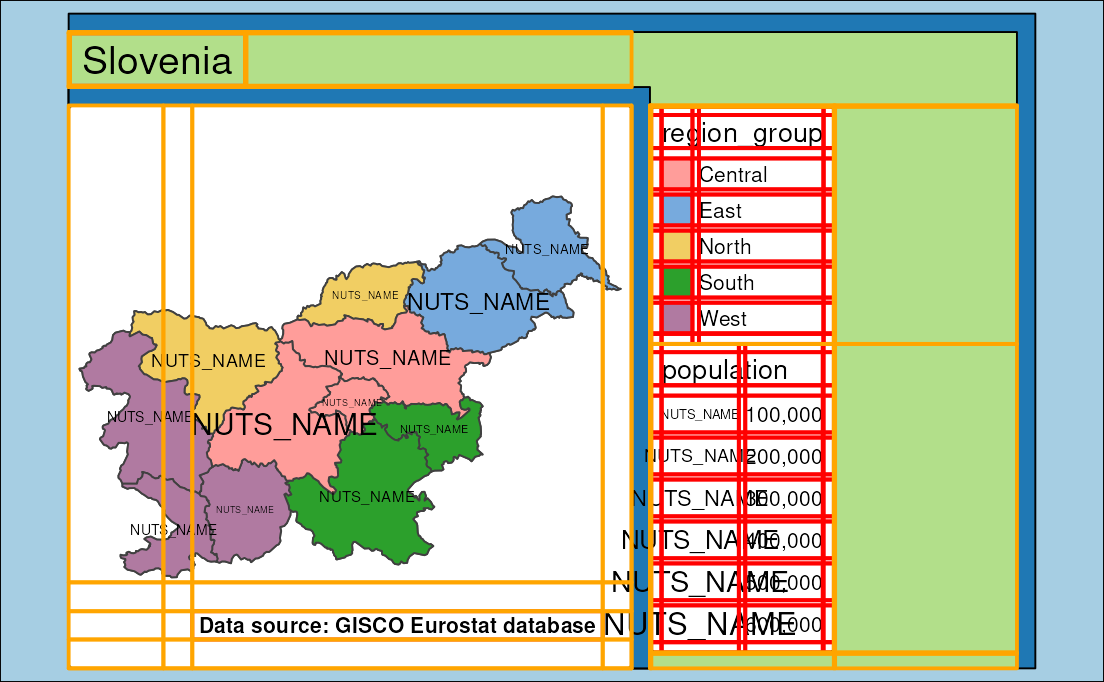 Slovenia
region_group
Central
East
North
South
West
population
NUTS_NAME 100,000
NUTS_NAME 200,000
NUTS_NAME 300,000
NUTS_NAME 400,000
NUTS_NAME 500,000
NUTS_NAME 600,000
NUTS_NAME
NUTS_NAME
NUTS_NAME
NUTS_NAME
NUTS_NAME
NUTS_NAME
NUTS_NAME
NUTS_NAME
NUTS_NAME
NUTS_NAME
NUTS_NAME
NUTS_NAME
Data source: GISCO Eurostat database